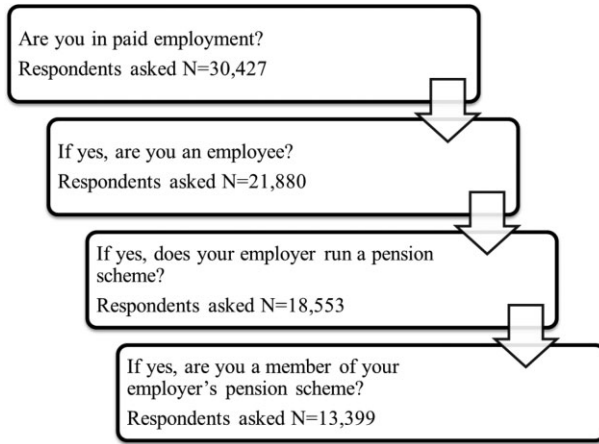 Are you in paid employment?
Respondents asked N=30,427
If yes, are you an employee?
Respondents asked N=21,880
If yes, does your employer run a pension
scheme?
Respondents asked N=18,553
If yes, are you a member of your
employer's pension scheme?
Respondents asked N=13,399